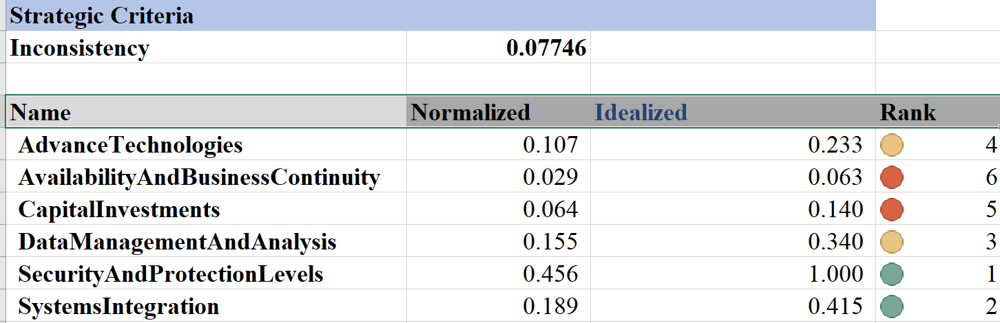 Strategic Criteria
Inconsistency 0.07746
Name Normalized Idealized Rank
AdvanceTechnologies 0.107 0.233 4
AvailabilityAndBusinessContinuity 0.029 0.063 6
CapitalInvestments 0.064 0.140 5
DataManagementAndAnalysis 0.155 0.340 3
SecurityAndProtectionLevels 0.456 1.000 1
SystemsIntegration 0.189 0.415 2